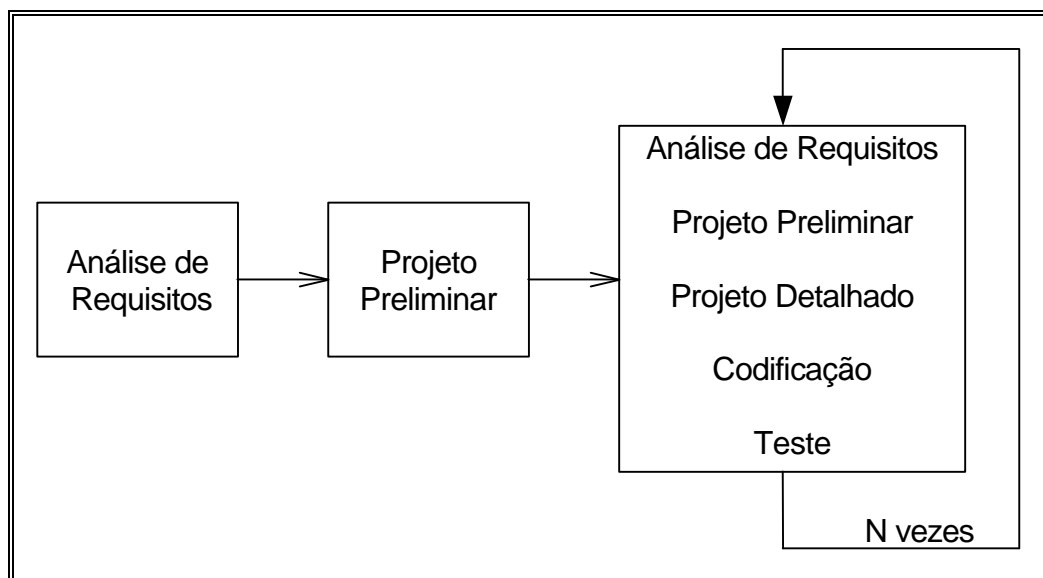 Análise de
Requisitos
Projeto
Preliminar
Análise de Requisitos
Projeto Preliminar
Projeto Detalhado
Codificação
Teste
N vezes